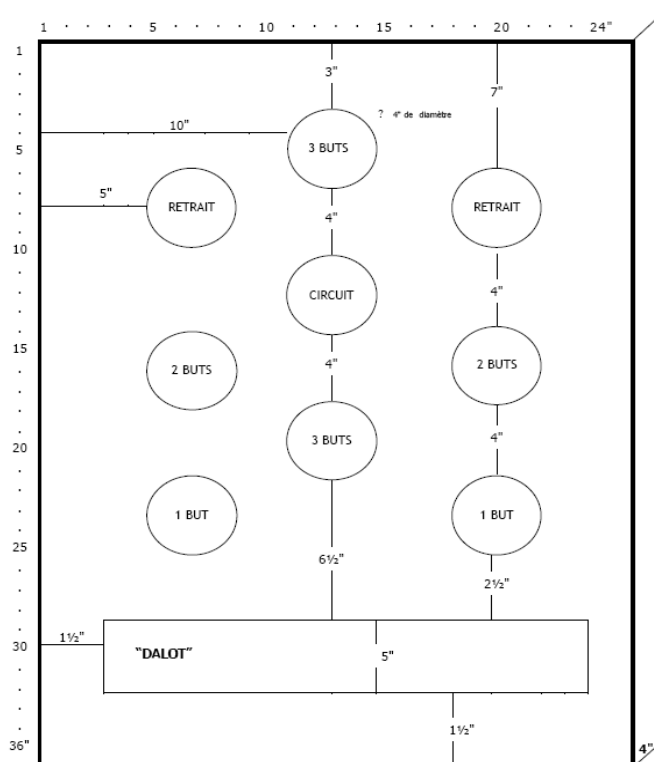 1 5 10 15 20 24"
1
3"
7"
? 4" de diamètre
10"
3 BUTS
5
5"
RETRAIT
RETRAIT
4"
10
4"
CIRCUIT
15
4"
2 BUTS
2 BUTS
3 BUTS
4"
20
1 BUT
1 BUT
25
6½"
2½"
1½"
30
"DALOT"
5"
1½"
36"
4"